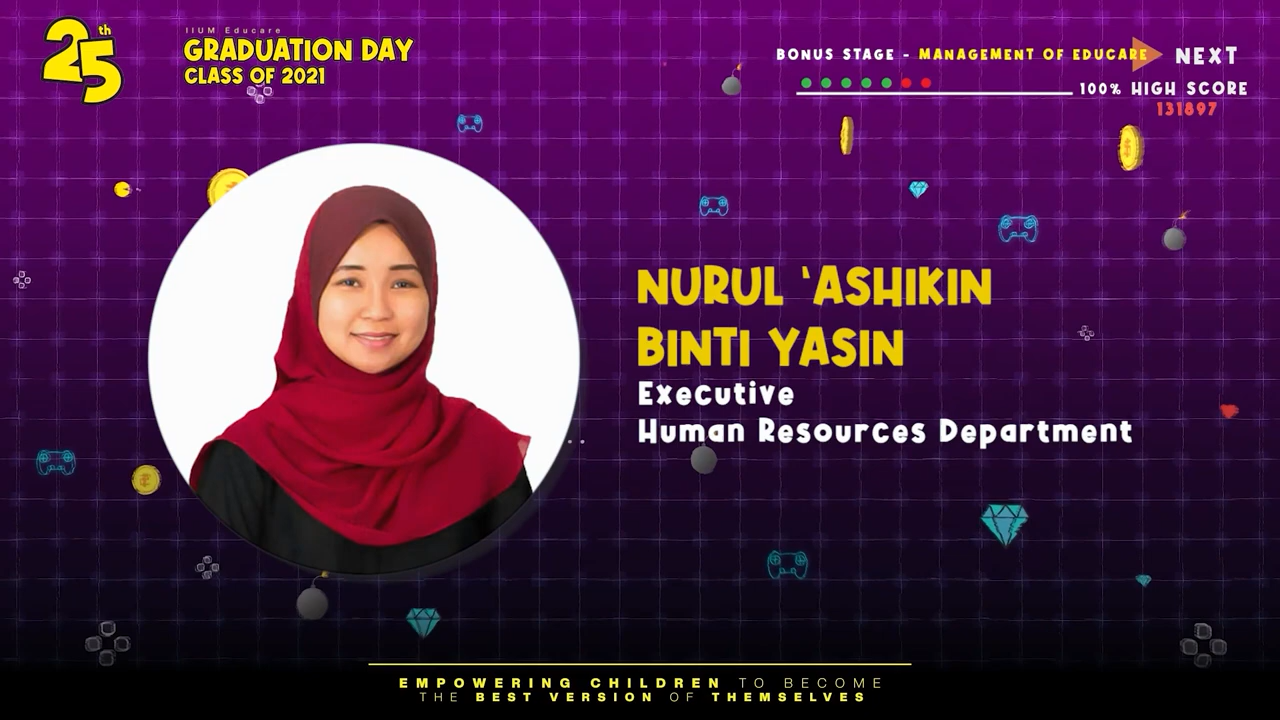 25th
IIUM Educare
GRADUATION DAY
CLASS OF 2021
BONUS STAGE - MANAGEMENT OF EDUCARE
NEXT
100% HIGH SCORE
131897
NURUL ‘ASHIKIN
BINTI YASIN
Executive
Human Resources Department
EMPOWERING CHILDREN TO BECOME
THE BEST VERSION OF THEMSELVES